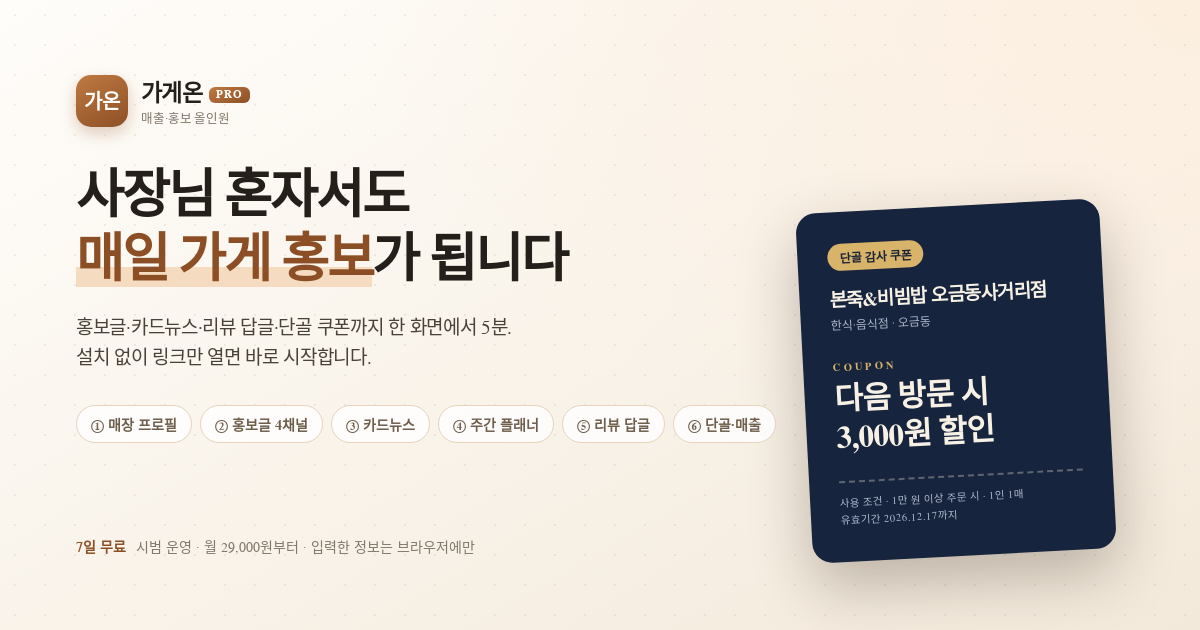 가온
가게온 PRO
매출·홍보 올인원
사장님 혼자서도
매일 가게 홍보가 됩니다
홍보글·카드뉴스·리뷰 답글·단골 쿠폰까지 한 화면에서 5분.
설치 없이 링크만 열면 바로 시작합니다.
① 매장 프로필 ② 홍보글 4채널 ③ 카드뉴스 ④ 주간 플래너 ⑤ 리뷰 답글 ⑥ 단골·매출
7일 무료 시범 운영 · 월 29,000원부터 · 입력한 정보는 브라우저에만
단골 감사 쿠폰
본죽&비빔밥 오금동사거리점
한식·음식점 · 오금동
COUPON
다음 방문 시
3,000원 할인
사용 조건 · 1만 원 이상 주문 시 · 1인 1매
유효기간 2026.12.17까지